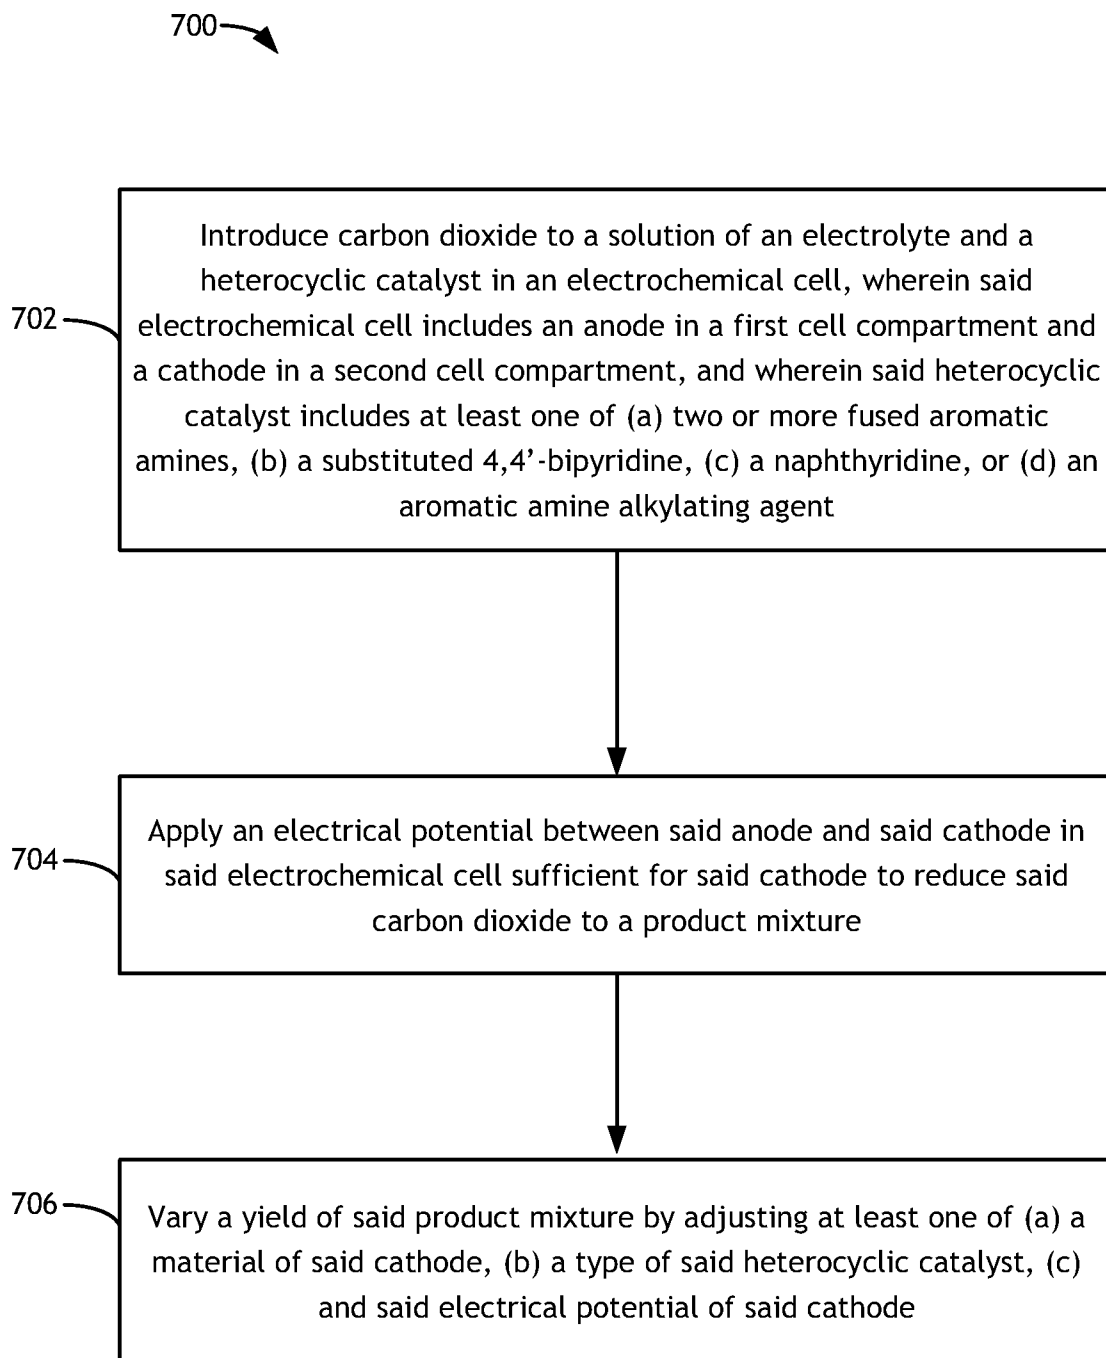 700
702
Introduce carbon dioxide to a solution of an electrolyte and a
heterocyclic catalyst in an electrochemical cell, wherein said
electrochemical cell includes an anode in a first cell compartment and
a cathode in a second cell compartment, and wherein said heterocyclic
catalyst includes at least one of (a) two or more fused aromatic
amines, (b) a substituted 4,4’-bipyridine, (c) a naphthyridine, or (d) an
aromatic amine alkylating agent
704
Apply an electrical potential between said anode and said cathode in
said electrochemical cell sufficient for said cathode to reduce said
carbon dioxide to a product mixture
706
Vary a yield of said product mixture by adjusting at least one of (a) a
material of said cathode, (b) a type of said heterocyclic catalyst, (c)
and said electrical potential of said cathode